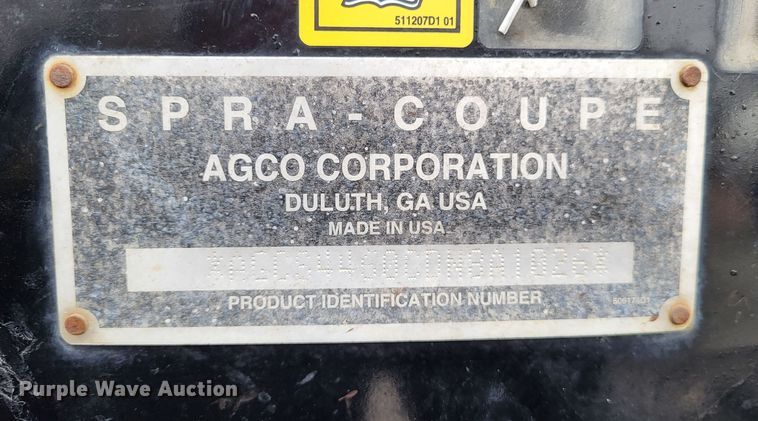 511207D1 01
SPRA-COUPE
AGCO CORPORATION
DULUTH, GA USA
MADE IN USA
PRODUCT IDENTIFICATION NUMBER
Purple Wave Auction